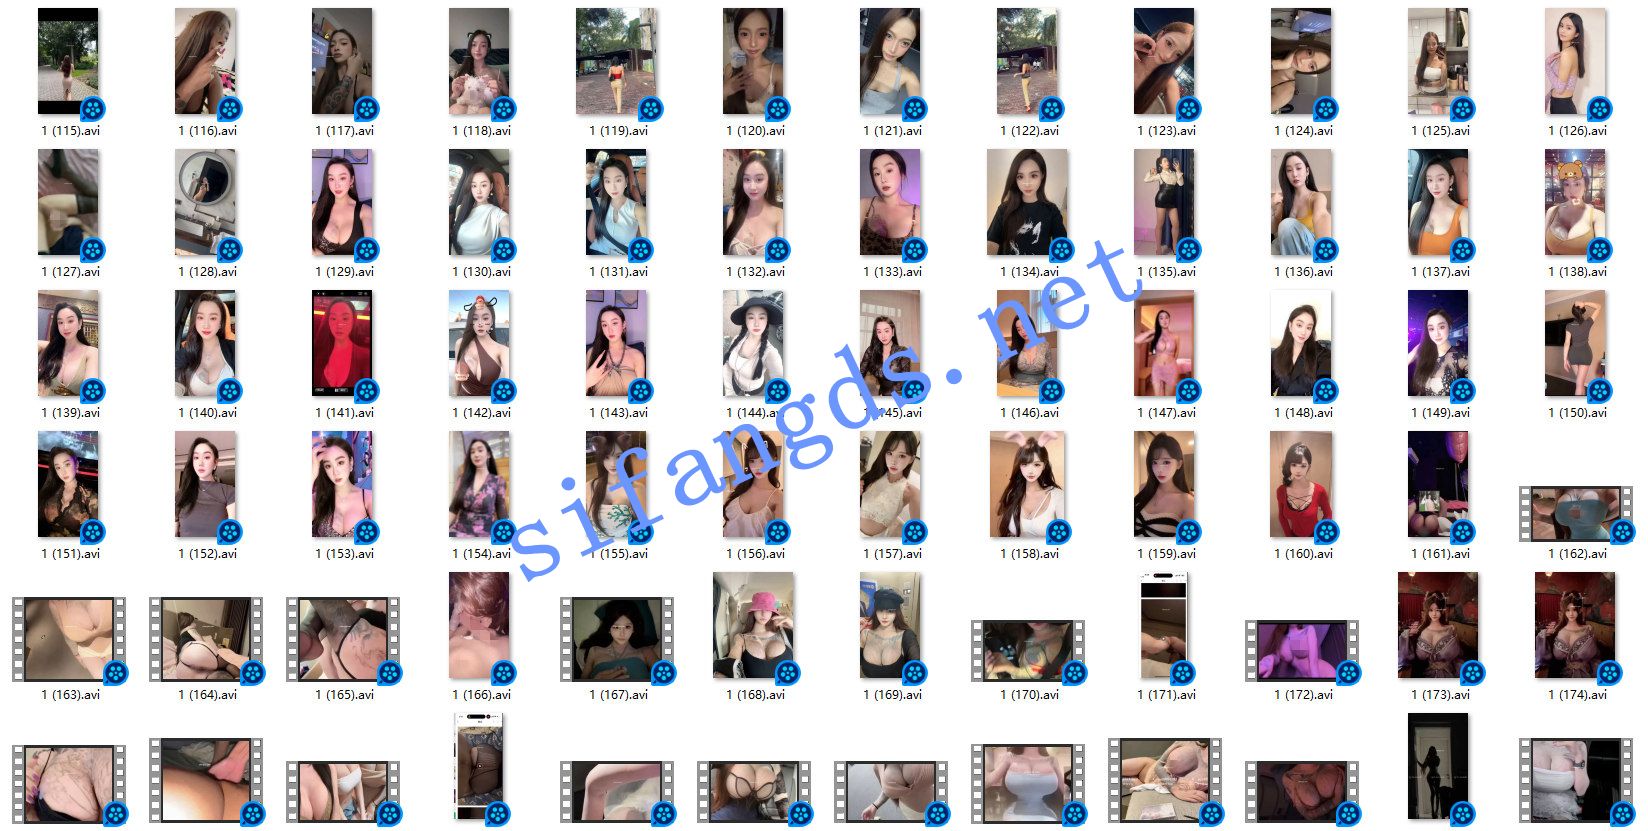 1 (115).avi 1 (116).avi 1 (117).avi 1 (118).avi 1 (119).avi 1 (120).avi 1 (121).avi 1 (122).avi 1 (123).avi 1 (124).avi 1 (125).avi 1 (126).avi
1 (127).avi 1 (128).avi 1 (129).avi 1 (130).avi 1 (131).avi 1 (132).avi 1 (133).avi 1 (134).avi 1 (135).avi 1 (136).avi 1 (137).avi 1 (138).avi
1 (139).avi 1 (140).avi 1 (141).avi 1 (142).avi 1 (143).avi 1 (144).avi 1 (145).avi 1 (146).avi 1 (147).avi 1 (148).avi 1 (149).avi 1 (150).avi
sifangds.net
1 (151).avi 1 (152).avi 1 (153).avi 1 (154).avi 1 (155).avi 1 (156).avi 1 (157).avi 1 (158).avi 1 (159).avi 1 (160).avi 1 (161).avi 1 (162).avi
1 (163).avi 1 (164).avi 1 (165).avi 1 (166).avi 1 (167).avi 1 (168).avi 1 (169).avi 1 (170).avi 1 (171).avi 1 (172).avi 1 (173).avi 1 (174).avi